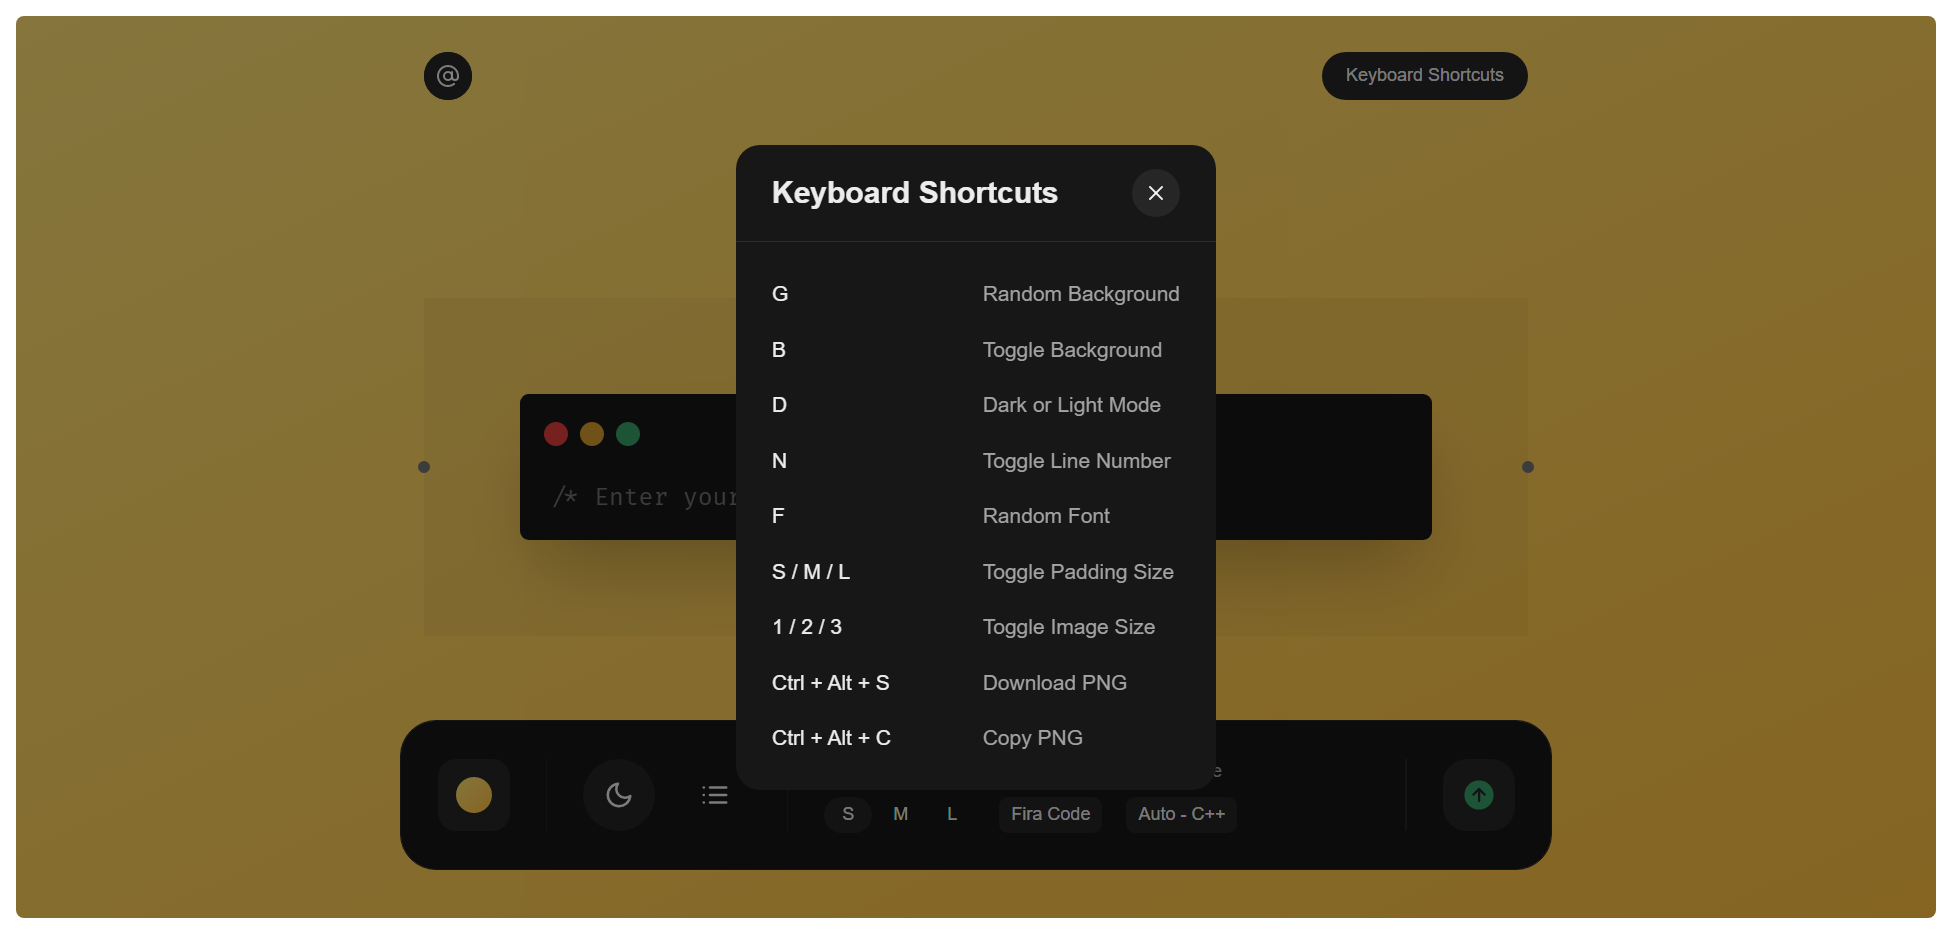 @
Keyboard Shortcuts
Keyboard Shortcuts
G Random Background
B Toggle Background
D Dark or Light Mode
N Toggle Line Number
F Random Font
S / M / L Toggle Padding Size
1 / 2 / 3 Toggle Image Size
Ctrl + Alt + S Download PNG
Ctrl + Alt + C Copy PNG
/* Enter your
S M L Fira Code Auto - C++